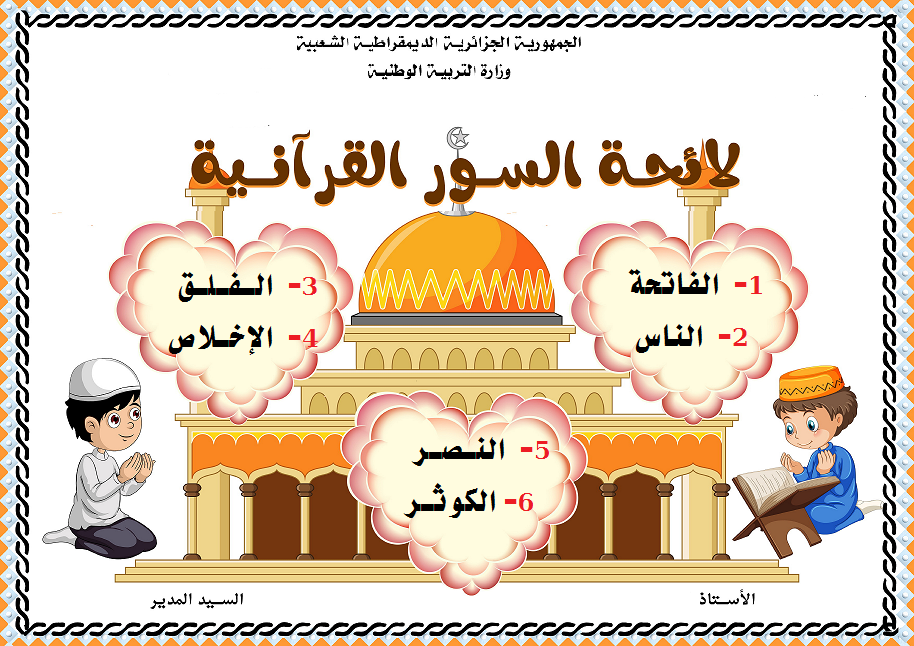 الجمهورية الجزائرية الديمقراطية الشعبية
وزارة التربية الوطنية
لائحة السور القرآنية
1- الفاتحة
2- الناس
3- الفلق
4- الإخلاص
5- النصر
6- الكوثر
الأستاذ
السيد المدير